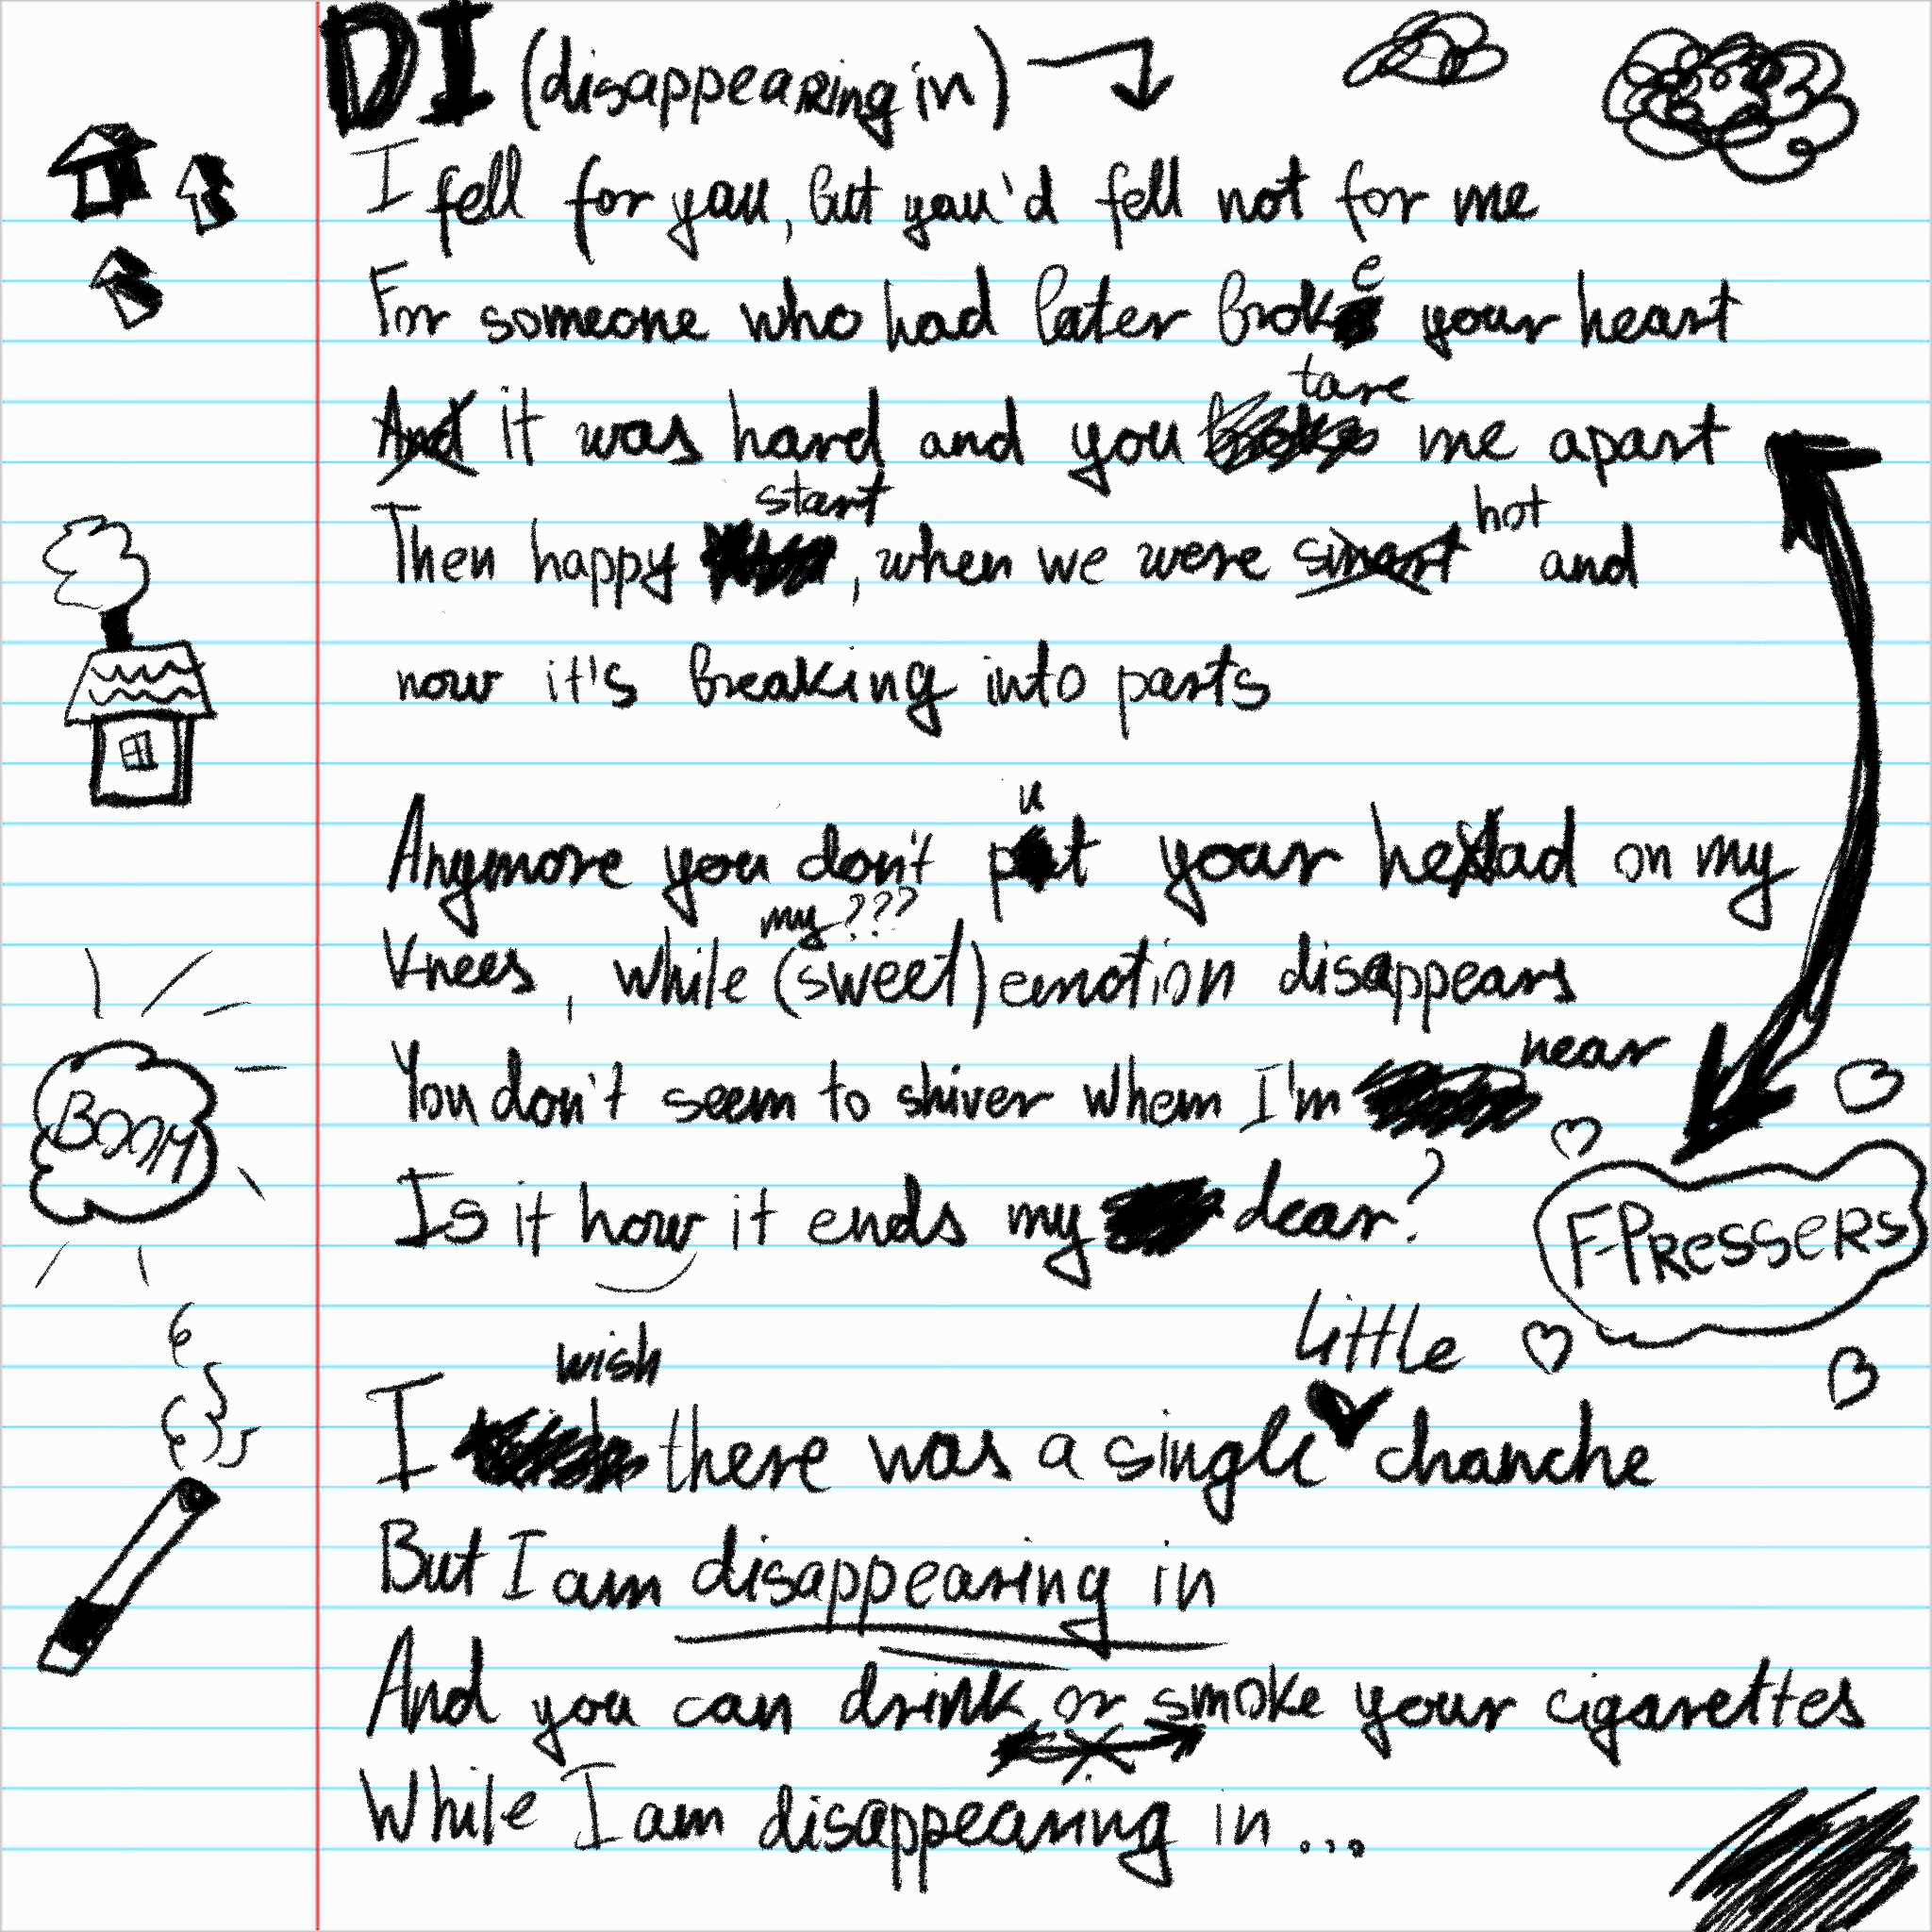 DI (disappearing in)
I fell for you, but you'd fell not for me
For someone who had later broke your heart
And it was hard and you tare me apart
Then happy start, when we were smart hot and
now it's breaking into parts
Anymore you don't put your head on my
knees, while (sweet) my??? emotion disappears
You don't seem to shiver when I'm near
Is it how it ends my dear?
FPRESSERS
BOOM
I wish there was a single little chanche
But I am disappearing in
And you can drink or smoke your cigarettes
While I am disappearing in...